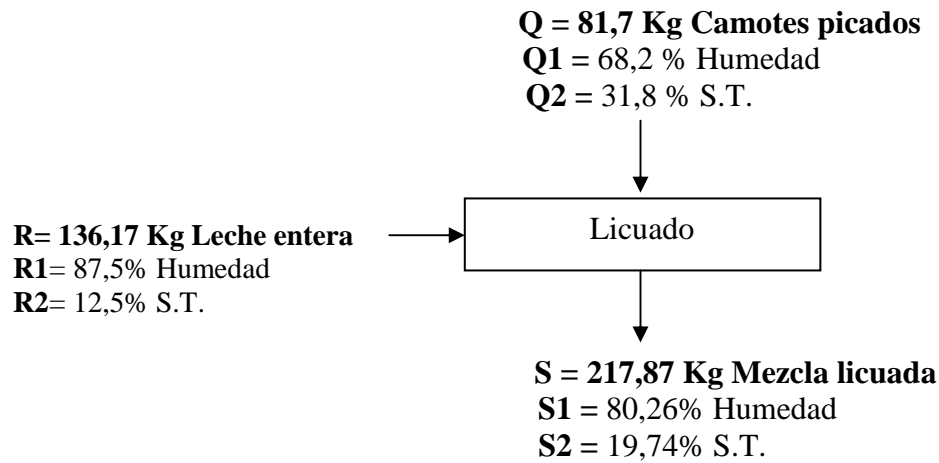 Q = 81,7 Kg Camotes picados
Q1 = 68,2 % Humedad
Q2 = 31,8 % S.T.
Licuado
R= 136,17 Kg Leche entera
R1= 87,5% Humedad
R2= 12,5% S.T.
S = 217,87 Kg Mezcla licuada
S1 = 80,26% Humedad
S2 = 19,74% S.T.